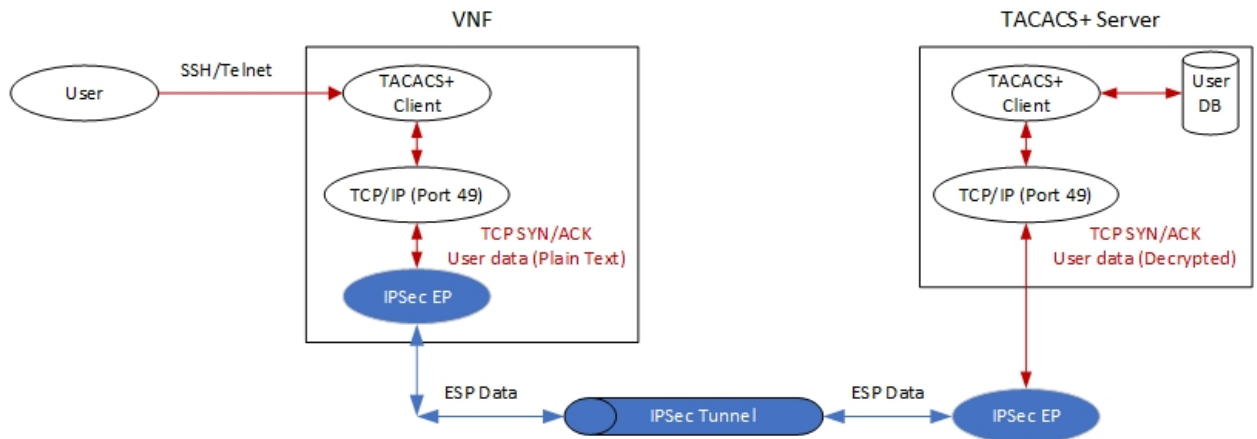 VNF
TACACS+ Server
SSH/Telnet
User
TACACS+
Client
TACACS+
Client
User
DB
TCP/IP (Port 49)
TCP/IP (Port 49)
TCP SYN/ACK
User data (Plain Text)
TCP SYN/ACK
User data (Decrypted)
IPSec EP
ESP Data
IPSec Tunnel
ESP Data
IPSec EP